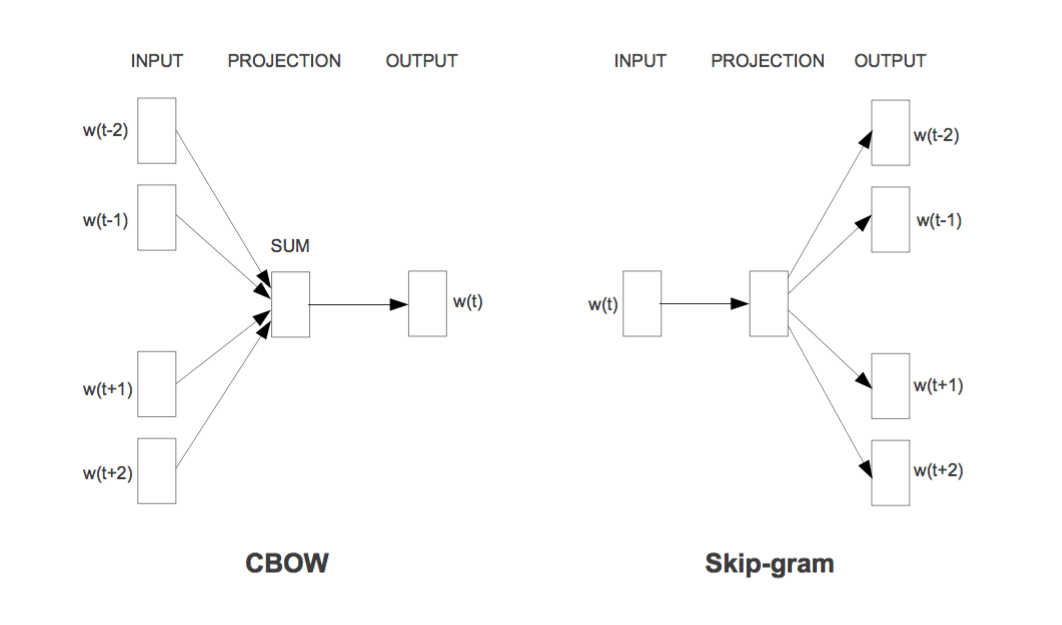 INPUT PROJECTION OUTPUT
w(t-2)
w(t-1)
SUM
w(t)
w(t+1)
w(t+2)
CBOW
INPUT PROJECTION OUTPUT
w(t-2)
w(t-1)
w(t)
w(t+1)
w(t+2)
Skip-gram